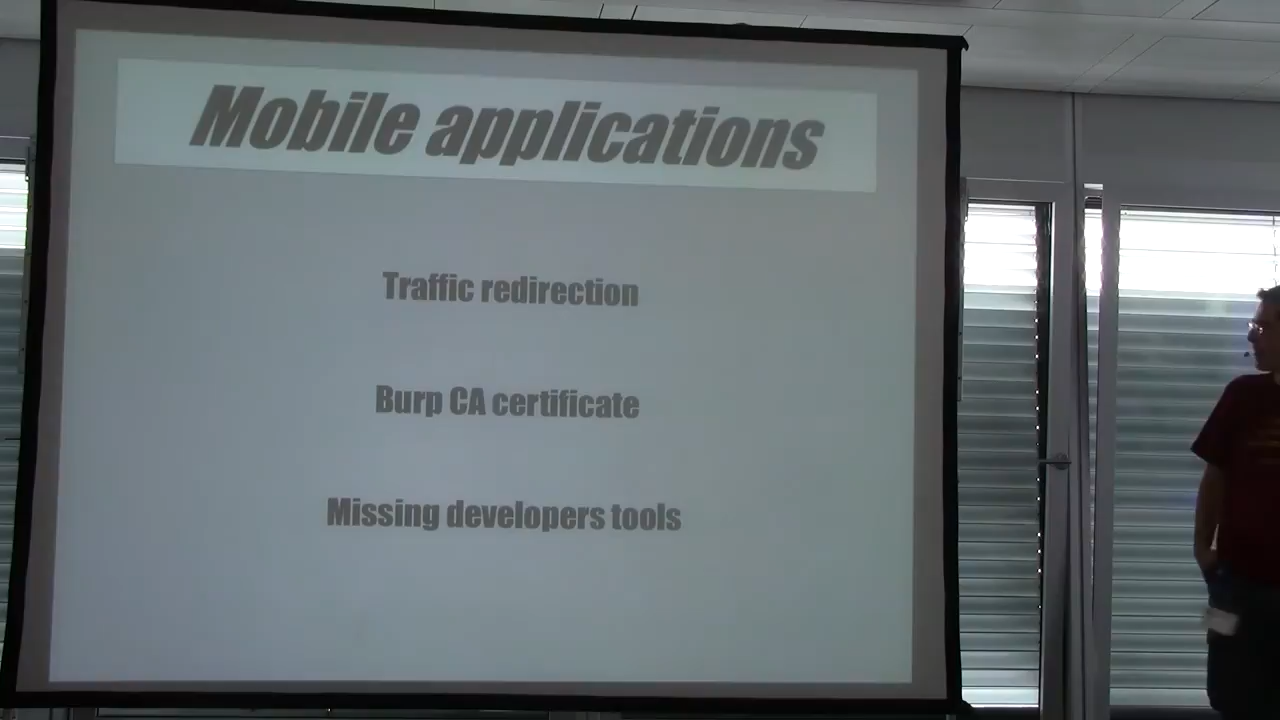 Mobile applications
Traffic redirection
Burp CA certificate
Missing developers tools